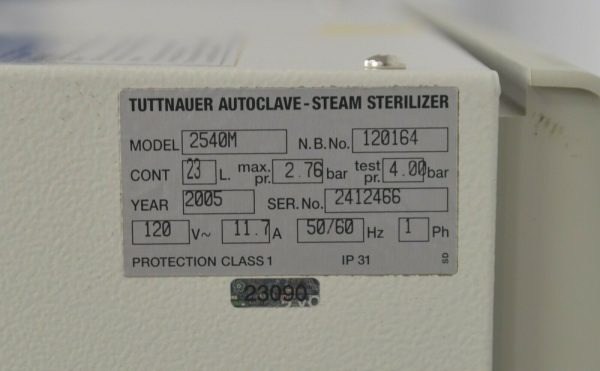 TUTTNAUER AUTOCLAVE-STEAM STERILIZER
MODEL 2540M N.B.No. 120164
CONT 23 L. max. pr. 2.76 bar test pr. 4.00 bar
YEAR 2005 SER.No. 2412466
120 V~ 11.7 A 50/60 Hz 1 Ph
PROTECTION CLASS 1 IP 31 SD
23090